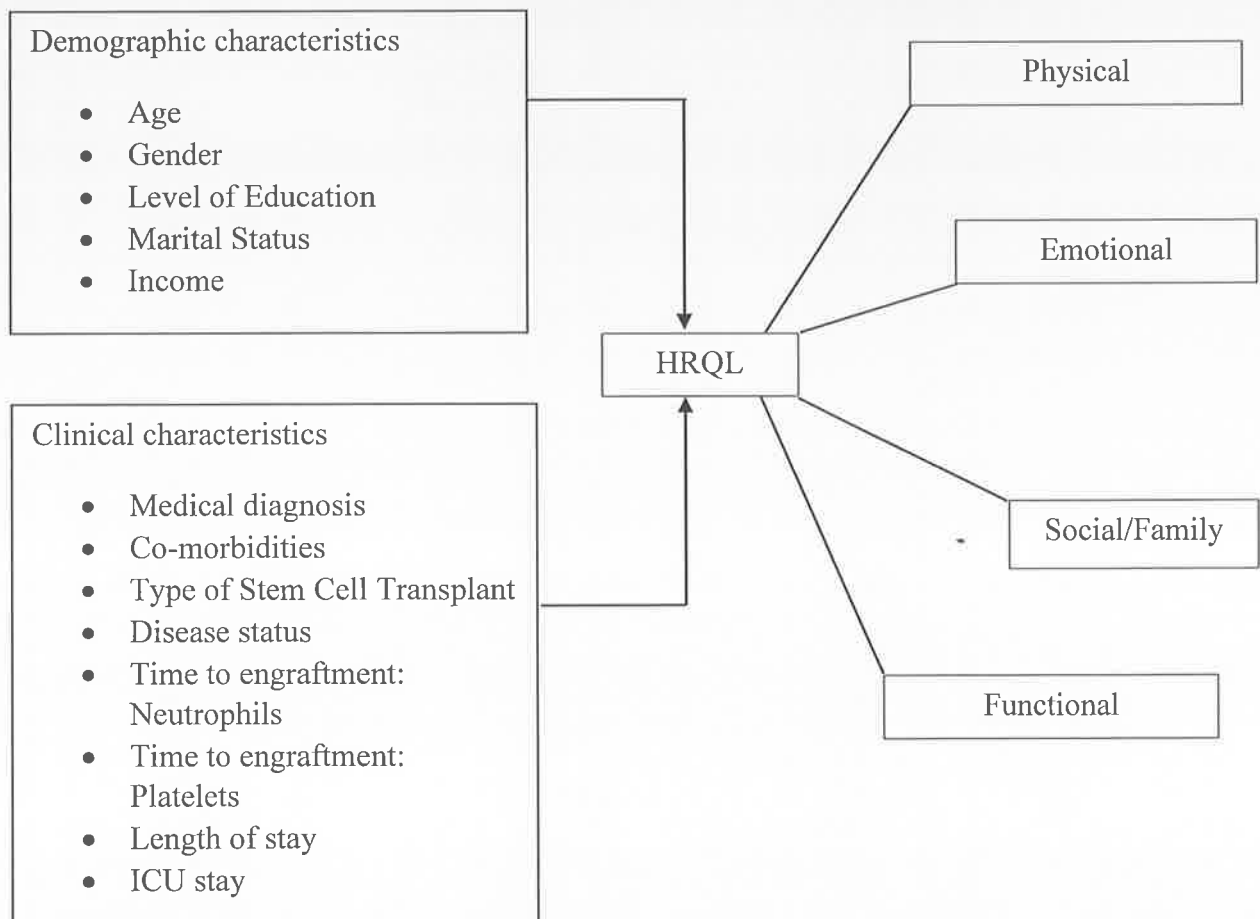 Demographic characteristics
• Age
• Gender
• Level of Education
• Marital Status
• Income
Clinical characteristics
• Medical diagnosis
• Co-morbidities
• Type of Stem Cell Transplant
• Disease status
• Time to engraftment:
Neutrophils
• Time to engraftment:
Platelets
• Length of stay
• ICU stay
HRQL
Physical
Emotional
Social/Family
Functional